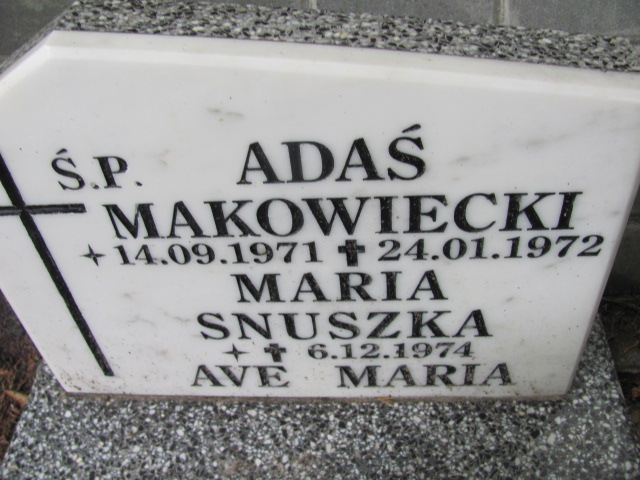 Ś.P. ADAŚ
MAKOWIECKI
14.09.1971 ✝ 24.01.1972
MARIA
SNUSZKA
✝ 6.12.1974
AVE MARIA